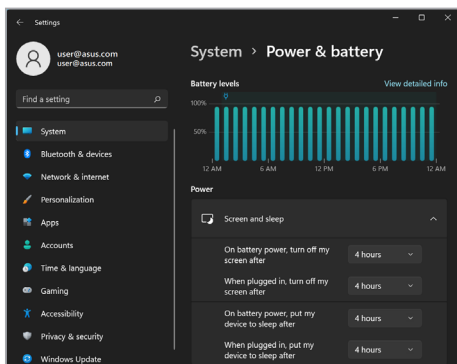 Settings
user@asus.com
user@asus.com
Find a setting
System
Bluetooth & devices
Network & internet
Personalization
Apps
Accounts
Time & language
Gaming
Accessibility
Privacy & security
Windows Update
System > Power & battery
Battery levels
View detailed info
100%
50%
12 AM 6 AM 12 PM 6 PM 12 AM
Power
Screen and sleep
On battery power, turn off my
screen after
4 hours
When plugged in, turn off my
screen after
4 hours
On battery power, put my
device to sleep after
4 hours
When plugged in, put my
device to sleep after
4 hours